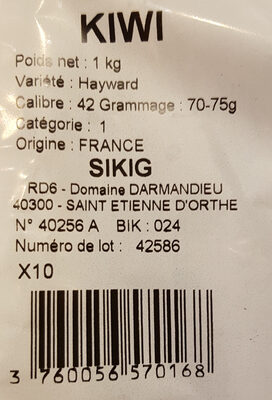 KIWI
Poids net : 1 kg
Variété : Hayward
Calibre : 42 Grammage : 70-75g
Catégorie : 1
Origine : FRANCE
SIKIG
RD6 - Domaine DARMANDIEU
40300 - SAINT ETIENNE D'ORTHE
N° 40256 A BIK : 024
Numéro de lot : 42586
X10
3 760056 570168